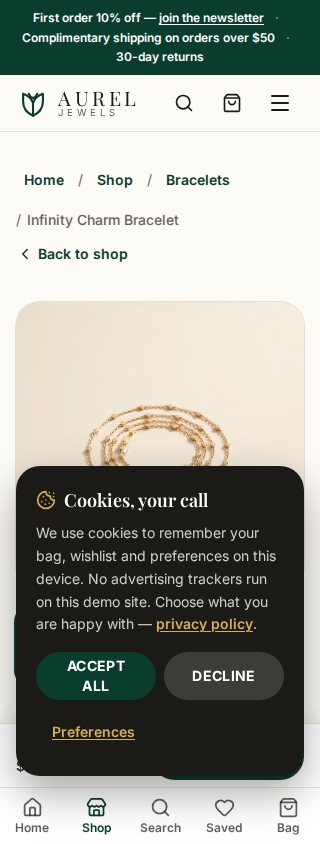 First order 10% off — join the newsletter ·
Complimentary shipping on orders over $50 ·
30-day returns
AUREL
JEWELS
Home / Shop / Bracelets
/ Infinity Charm Bracelet
Back to shop
Cookies, your call
We use cookies to remember your
bag, wishlist and preferences on this
device. No advertising trackers run
on this demo site. Choose what you
are happy with — privacy policy.
ACCEPT
ALL
DECLINE
Preferences
Home Shop Search Saved Bag